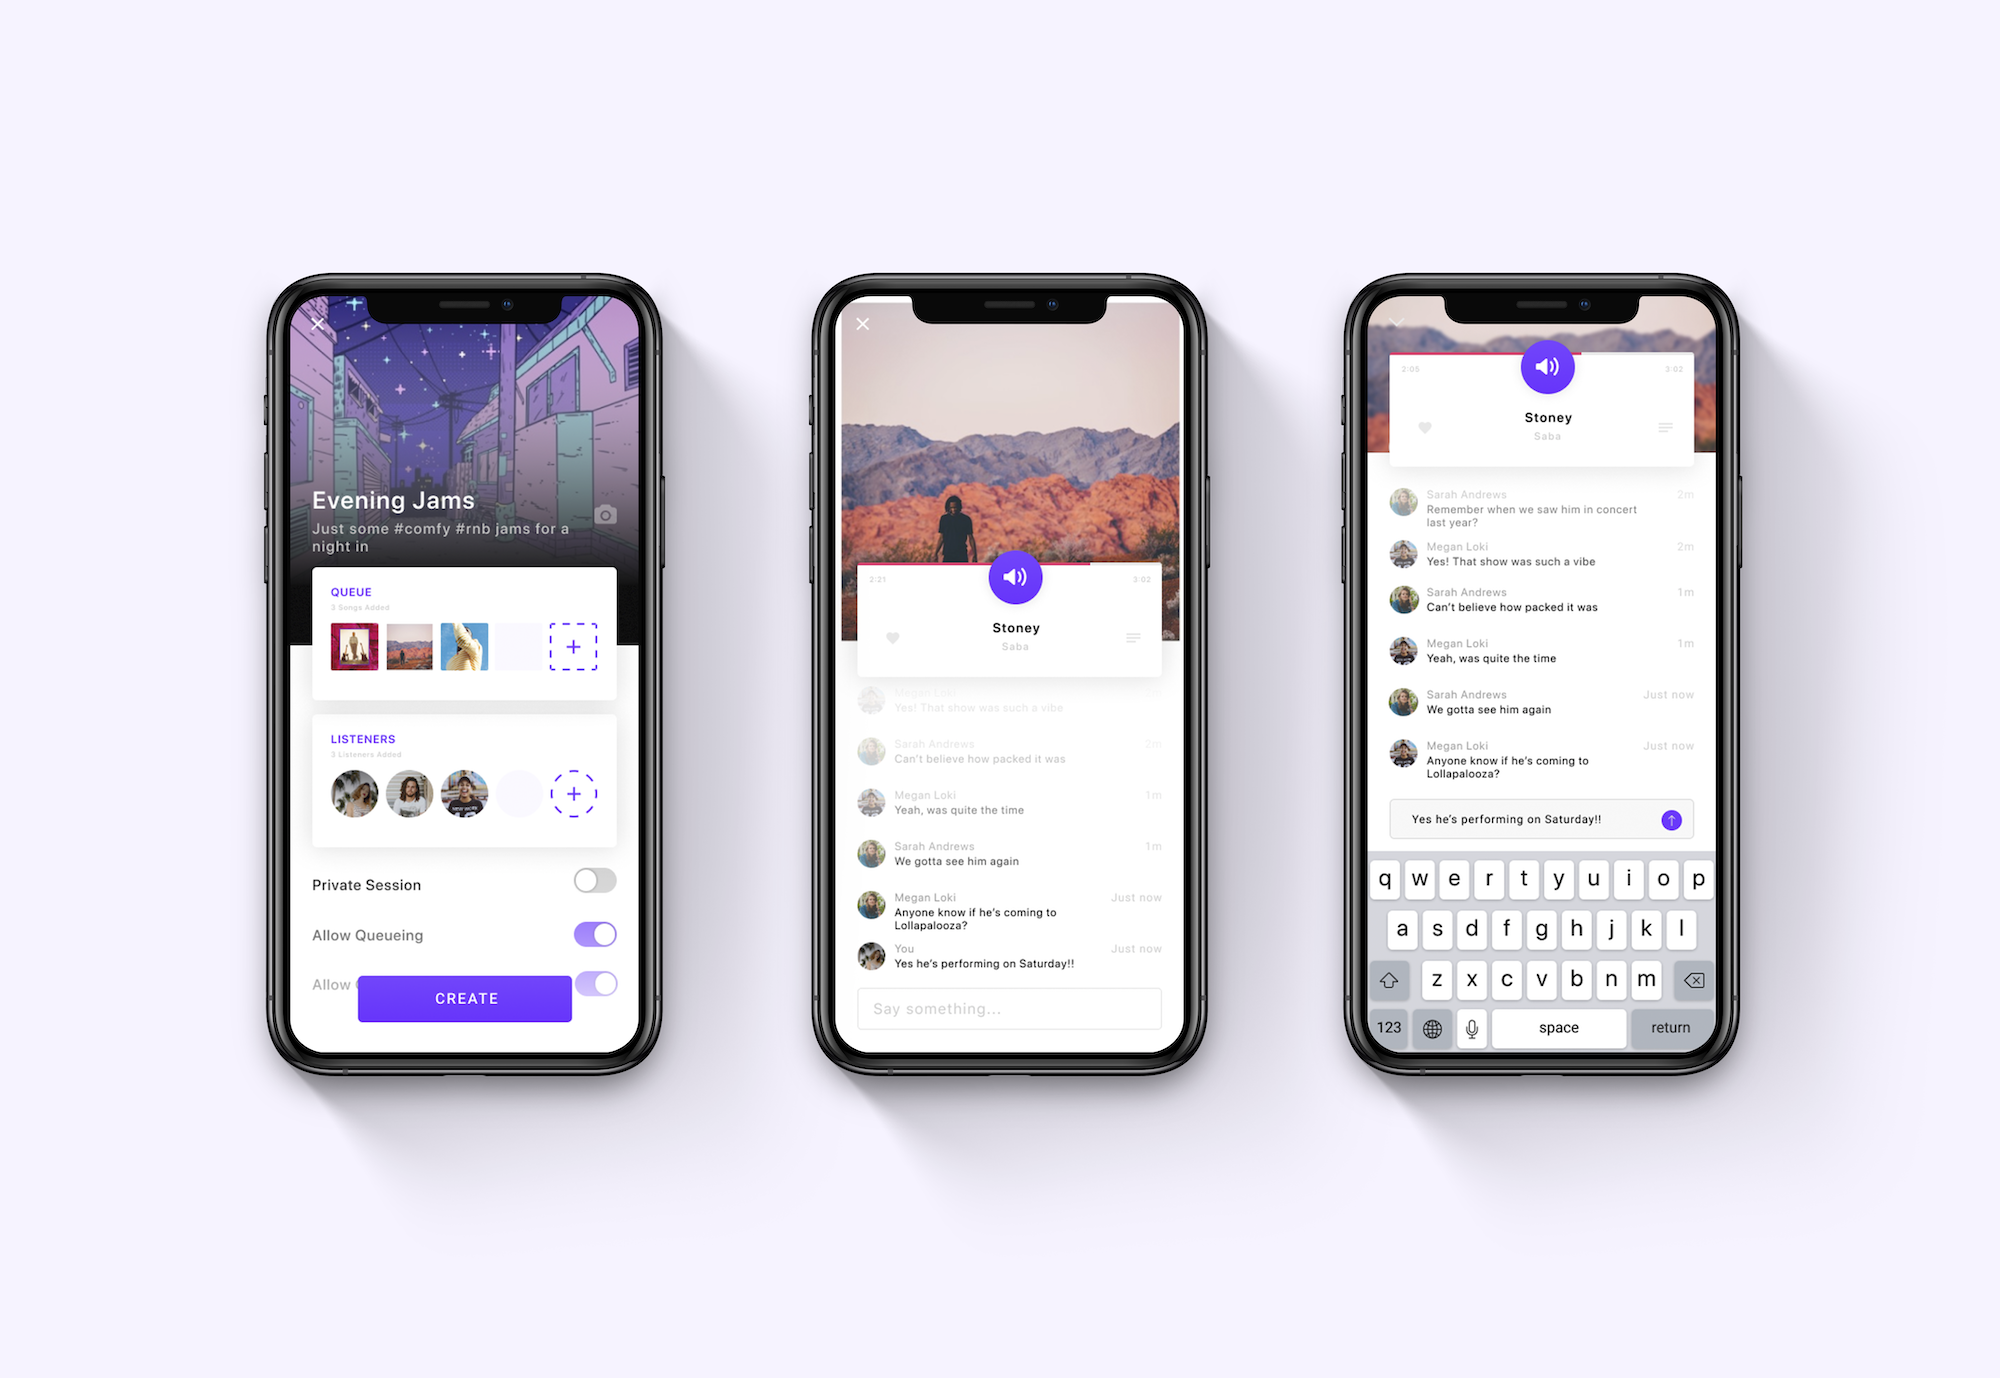 Evening Jams
Just some #comfy #rnb jams for a
night in
QUEUE
3 Songs Added
LISTENERS
3 Listeners Added
Private Session
Allow Queueing
Allow
CREATE
2:21
3:02
Stoney
Saba
Megan Loki
Yes! That show was such a vibe
Sarah Andrews 2m
Can't believe how packed it was
Megan Loki 1m
Yeah, was quite the time
Sarah Andrews 1m
We gotta see him again
Megan Loki Just now
Anyone know if he's coming to
Lollapalooza?
You Just now
Yes he's performing on Saturday!!
Say something...
2:05
3:02
Stoney
Saba
Sarah Andrews 2m
Remember when we saw him in concert
last year?
Megan Loki 2m
Yes! That show was such a vibe
Sarah Andrews 1m
Can't believe how packed it was
Megan Loki 1m
Yeah, was quite the time
Sarah Andrews Just now
We gotta see him again
Megan Loki Just now
Anyone know if he's coming to
Lollapalooza?
Yes he's performing on Saturday!!
q w e r t y u i o p
a s d f g h j k l
z x c v b n m
123 space return